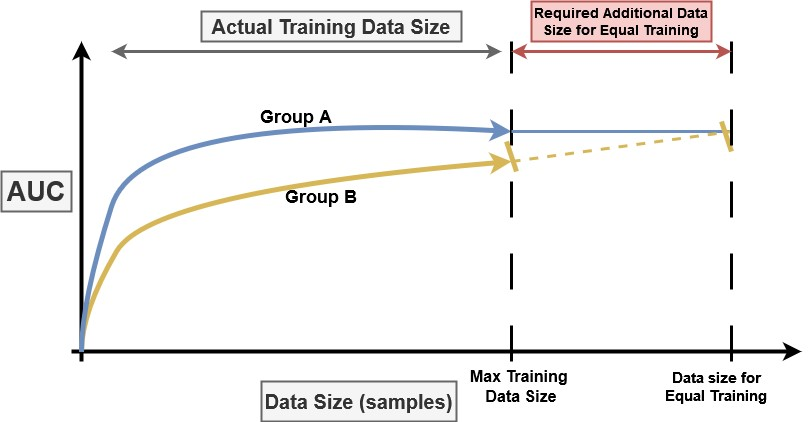 Actual Training Data Size
Required Additional Data
Size for Equal Training
Group A
AUC
Group B
Max Training
Data Size
Data size for
Equal Training
Data Size (samples)